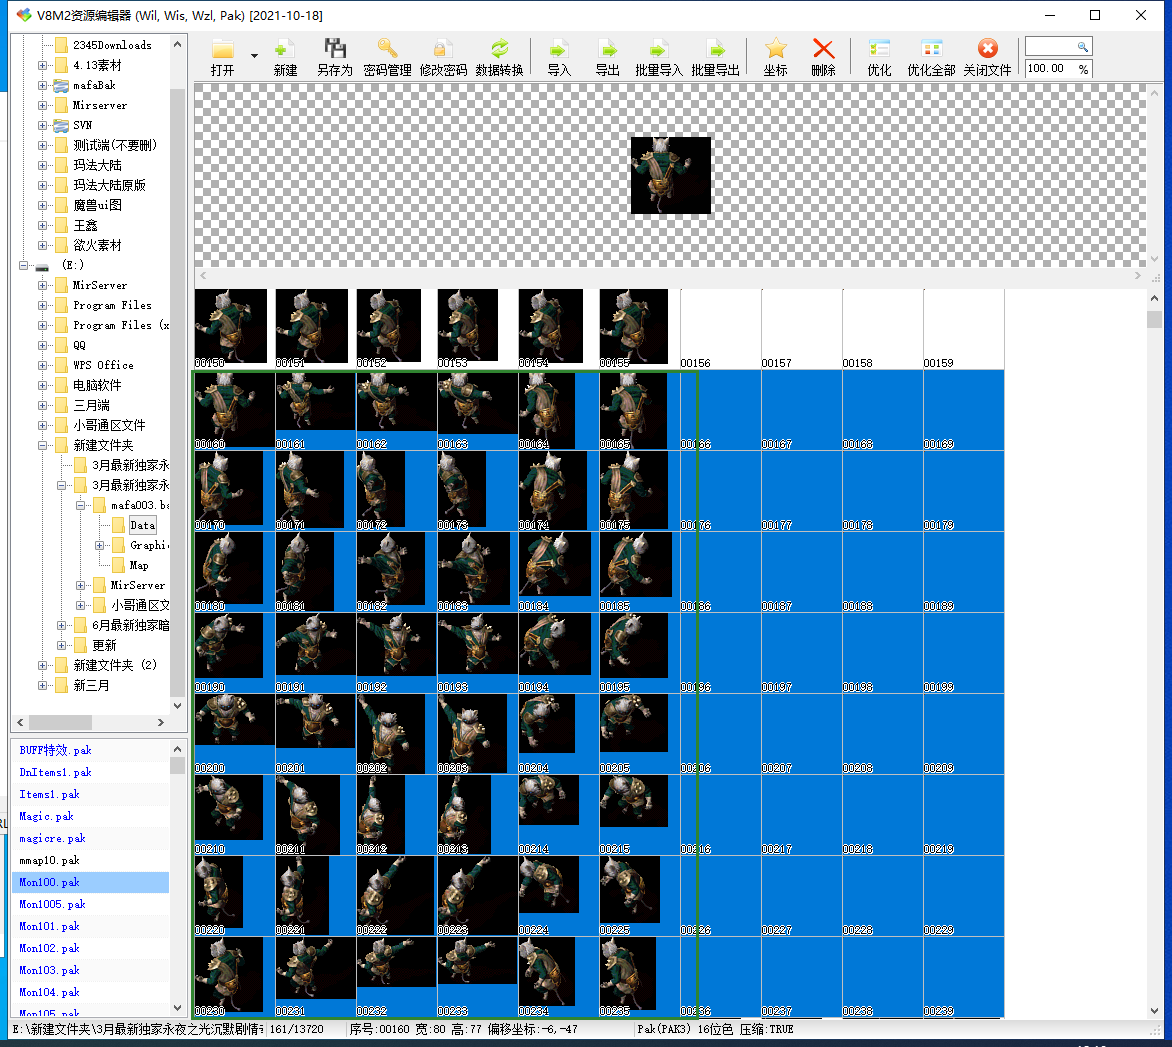 V8M2资源编辑器 (Wil, Wis, Wzl, Pak) [2021-10-18]
打开 新建 另存为 密码管理 修改密码 数据转换 导入 导出 批量导入 批量导出 坐标 删除 优化 优化全部 关闭文件 100.00 %
2345Downloads
4.13素材
mafaBak
Mirserver
SVN
测试端(不要删)
玛法大陆
玛法大陆原版
魔兽ui图
王鑫
欲火素材
(E:)
MirServer
Program Files
Program Files (x
QQ
WPS Office
电脑软件
三月端
小哥通区文件
新建文件夹
3月最新独家永
3月最新独家永
mafa003.ba
Data
Graphi
Map
MirServer
小哥通区文
6月最新独家暗
更新
新建文件夹 (2)
新三月
BUFF特效.pak
DnItems1.pak
Items1.pak
Magic.pak
magicre.pak
mmap10.pak
Mon100.pak
Mon1005.pak
Mon101.pak
Mon102.pak
Mon103.pak
Mon104.pak
Mon105.pak
00150 00151 00152 00153 00154 00155 00156 00157 00158 00159
00160 00161 00162 00163 00164 00165 00166 00167 00168 00169
00170 00171 00172 00173 00174 00175 00176 00177 00178 00179
00180 00181 00182 00183 00184 00185 00186 00187 00188 00189
00190 00191 00192 00193 00194 00195 00196 00197 00198 00199
00200 00201 00202 00203 00204 00205 00206 00207 00208 00209
00210 00211 00212 00213 00214 00215 00216 00217 00218 00219
00220 00221 00222 00223 00224 00225 00226 00227 00228 00229
00230 00231 00232 00233 00234 00235 00236 00237 00238 00239
E:\新建文件夹\3月最新独家永夜之光沉默剧情 161/13720 序号:00160 宽:80 高:77 偏移坐标:-6,-47 Pak(PAK3) 16位色 压缩:TRUE